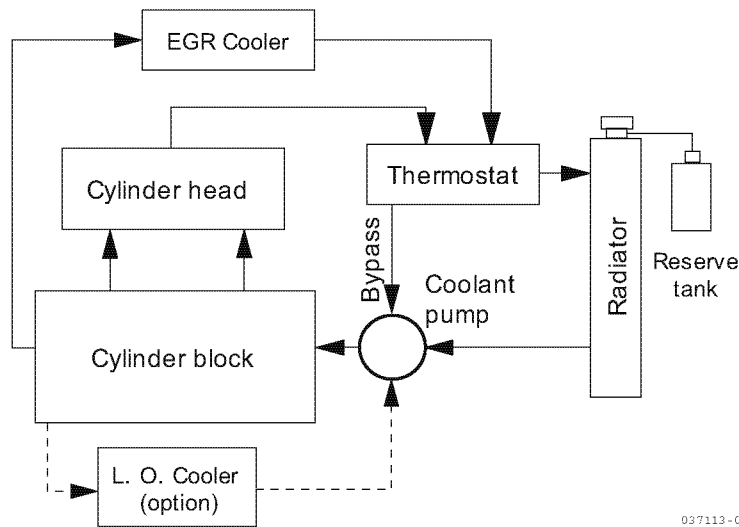 EGR Cooler
Cylinder head
Thermostat
Bypass
Coolant
pump
Radiator
Reserve
tank
Cylinder block
L. O. Cooler
(option)